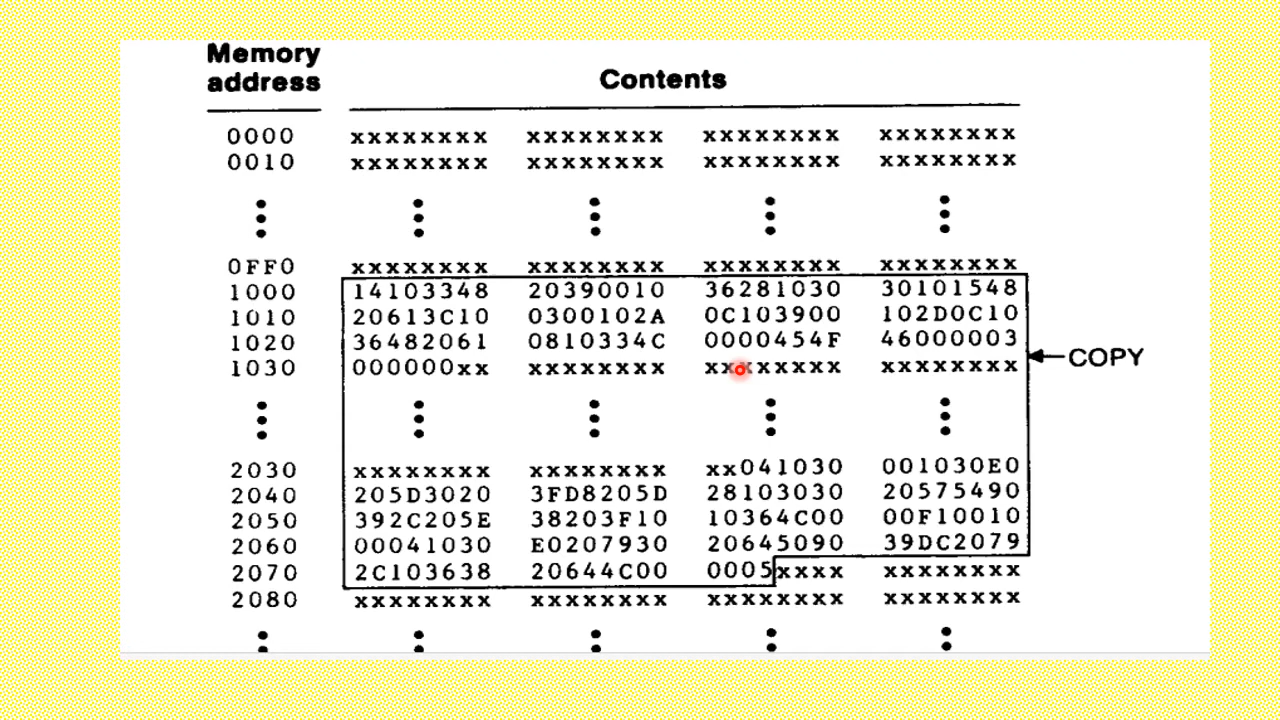 Memory
address Contents
0000 xxxxxxxx xxxxxxxx xxxxxxxx xxxxxxxx
0010 xxxxxxxx xxxxxxxx xxxxxxxx xxxxxxxx
0FF0 xxxxxxxx xxxxxxxx xxxxxxxx xxxxxxxx
1000 14103348 20390010 36281030 30101548
1010 20613C10 0300102A 0C103900 102D0C10
1020 36482061 0810334C 0000454F 46000003
1030 000000xx xxxxxxxx xxxxxxxx xxxxxxxx
COPY
2030 xxxxxxxx xxxxxxxx xx041030 001030E0
2040 205D3020 3FD8205D 28103030 20575490
2050 392C205E 38203F10 10364C00 00F10010
2060 00041030 E0207930 20645090 39DC2079
2070 2C103638 20644C00 0005xxxx xxxxxxxx
2080 xxxxxxxx xxxxxxxx xxxxxxxx xxxxxxxx